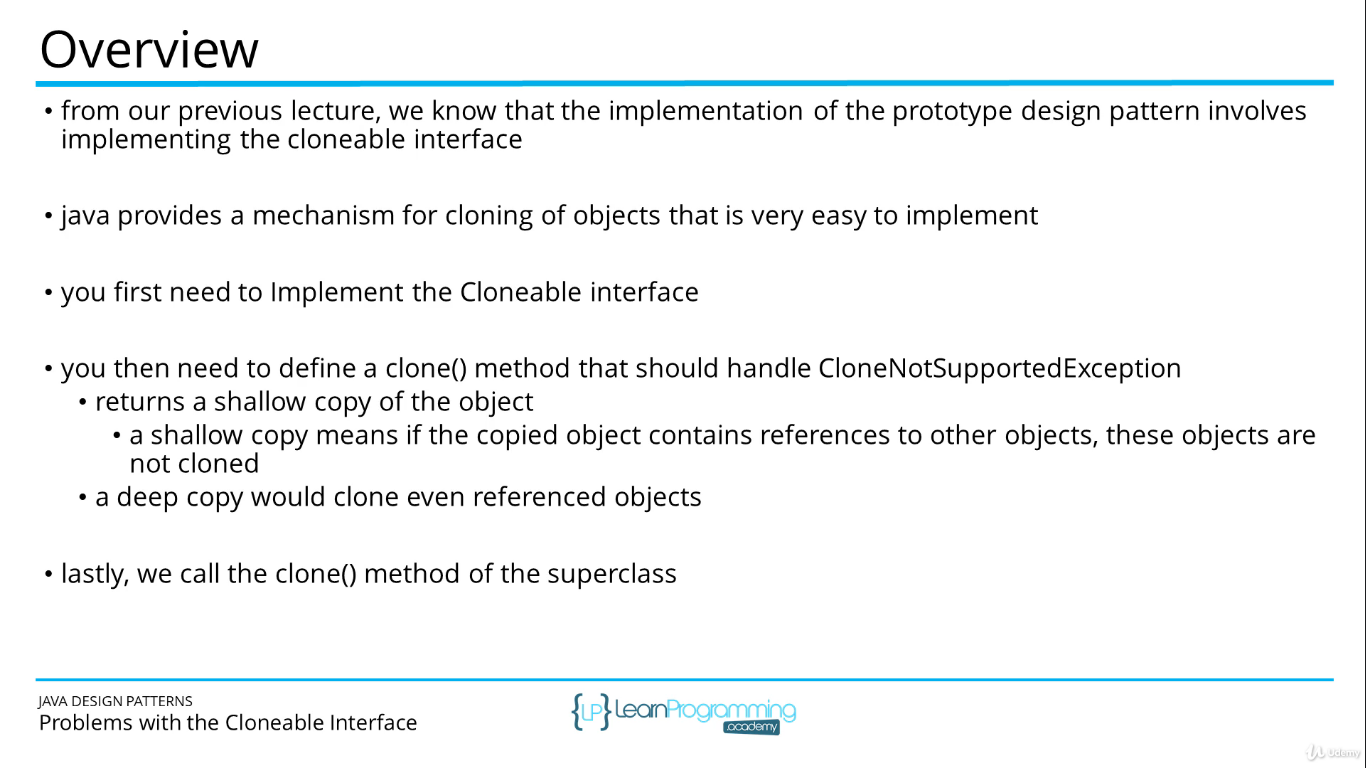 Overview
• from our previous lecture, we know that the implementation of the prototype design pattern involves
implementing the cloneable interface
• java provides a mechanism for cloning of objects that is very easy to implement
• you first need to Implement the Cloneable interface
• you then need to define a clone() method that should handle CloneNotSupportedException
• returns a shallow copy of the object
• a shallow copy means if the copied object contains references to other objects, these objects are
not cloned
• a deep copy would clone even referenced objects
• lastly, we call the clone() method of the superclass
JAVA DESIGN PATTERNS
Problems with the Cloneable Interface
{LP} LearnProgramming
.academy
Udemy